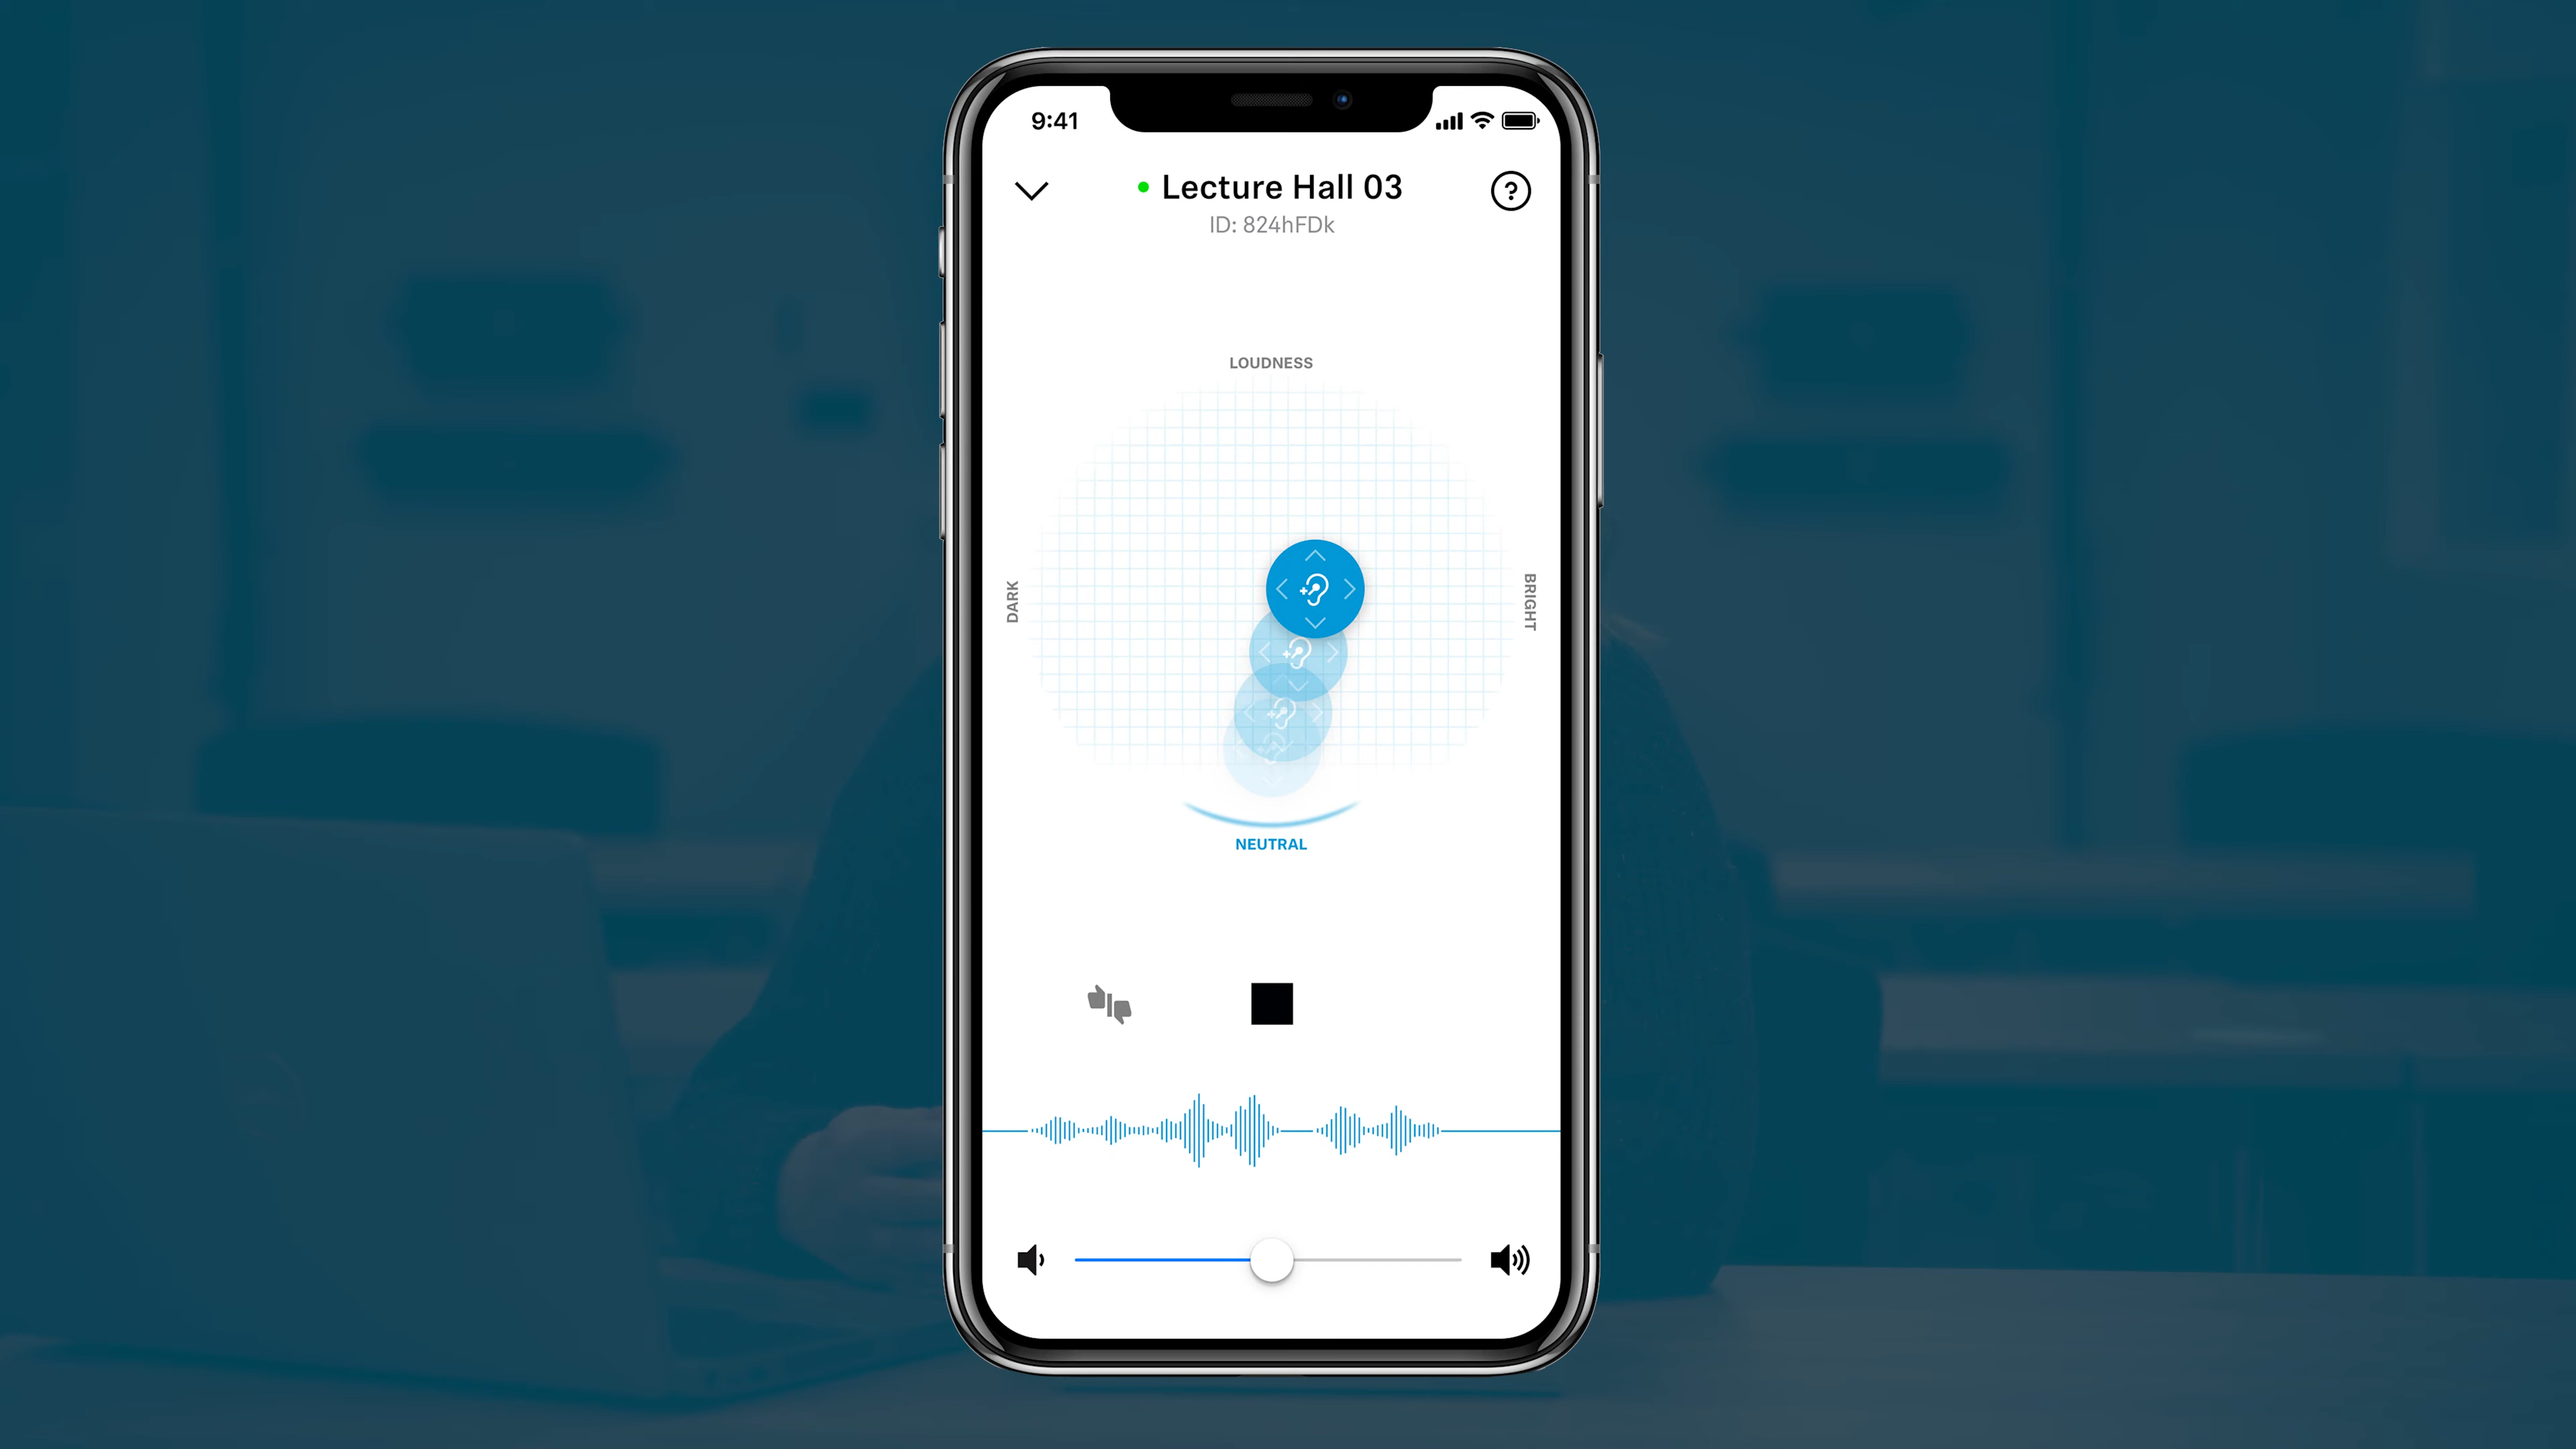 9:41
Lecture Hall 03
ID: 824hFDk
LOUDNESS
DARK
BRIGHT
NEUTRAL